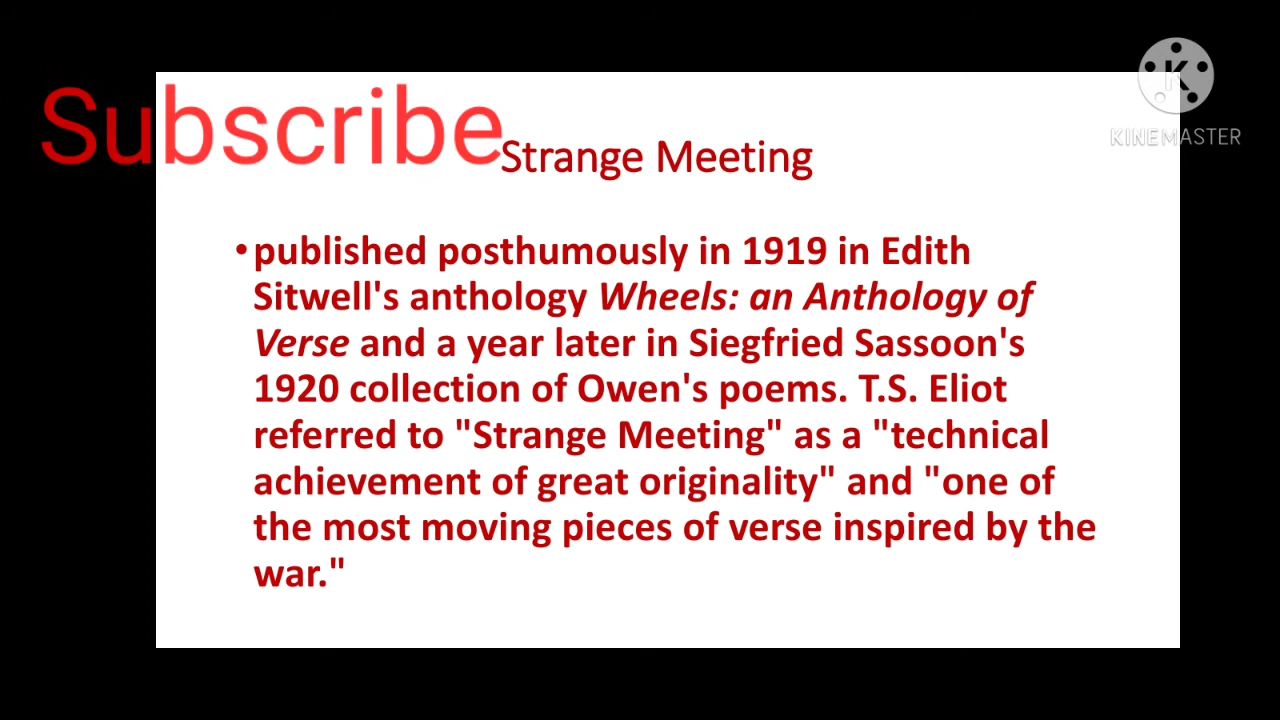 Subscribe
K
KINEMASTER
Strange Meeting
• published posthumously in 1919 in Edith
Sitwell's anthology Wheels: an Anthology of
Verse and a year later in Siegfried Sassoon's
1920 collection of Owen's poems. T.S. Eliot
referred to "Strange Meeting" as a "technical
achievement of great originality" and "one of
the most moving pieces of verse inspired by the
war."